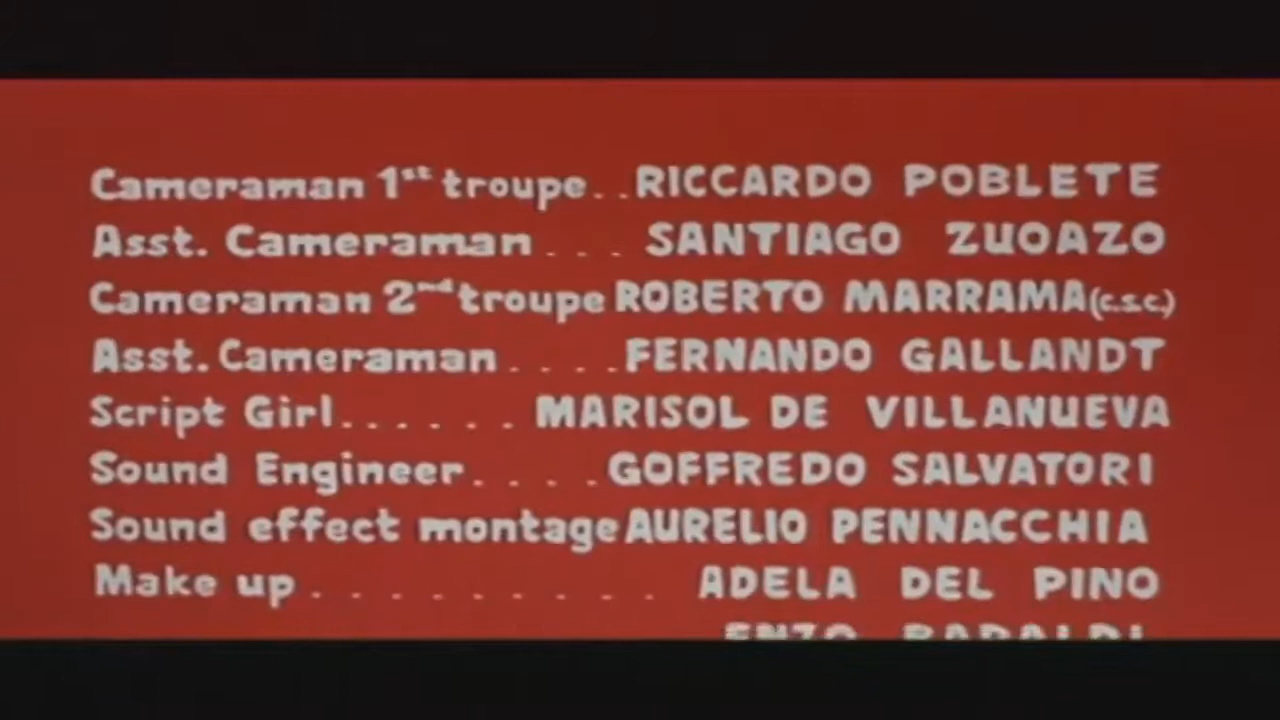 Cameraman 1st troupe..RICCARDO POBLETE
Asst. Cameraman... SANTIAGO ZUOAZO
Cameraman 2nd troupe ROBERTO MARRAMA (c.s.c.)
Asst. Cameraman....FERNANDO GALLANDT
Script Girl...... MARISOL DE VILLANUEVA
Sound Engineer....GOFFREDO SALVATORI
Sound effect montage AURELIO PENNACCHIA
Make up......... ADELA DEL PINO
ENZO